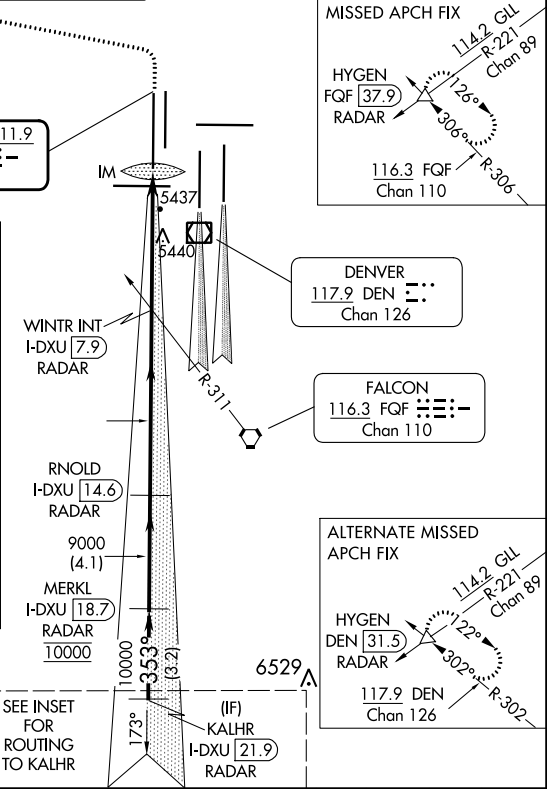 11.9
IM
5437
5440
WINTR INT
I-DXU 7.9
RADAR
R-311
RNOLD
I-DXU 14.6
RADAR
9000
(4.1)
MERKL
I-DXU 18.7
RADAR
10000
10000
353°
(3.2)
173°
SEE INSET
FOR
ROUTING
TO KALHR
(IF)
KALHR
I-DXU 21.9
RADAR
6529
DENVER
117.9 DEN
Chan 126
FALCON
116.3 FQF
Chan 110
MISSED APCH FIX
114.2 GLL
R-221
Chan 89
HYGEN
FQF 37.9
RADAR
126°
306°
116.3 FQF
Chan 110
R-306
ALTERNATE MISSED
APCH FIX
114.2 GLL
R-221
Chan 89
HYGEN
DEN 31.5
RADAR
122°
302°
117.9 DEN
Chan 126
R-302